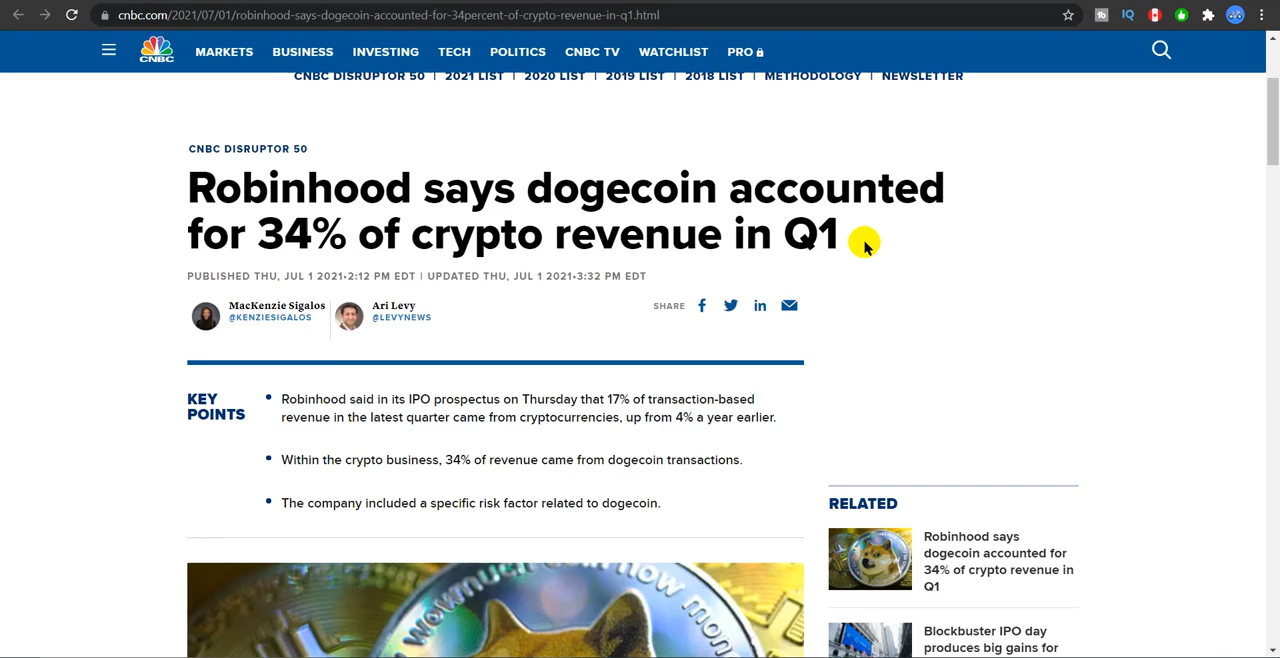 cnbc.com/2021/07/01/robinhood-says-dogecoin-accounted-for-34percent-of-crypto-revenue-in-q1.html
CNBC
MARKETS BUSINESS INVESTING TECH POLITICS CNBC TV WATCHLIST PRO
CNBC DISRUPTOR 50 | 2021 LIST | 2020 LIST | 2019 LIST | 2018 LIST | METHODOLOGY | NEWSLETTER
CNBC DISRUPTOR 50
Robinhood says dogecoin accounted
for 34% of crypto revenue in Q1
PUBLISHED THU, JUL 1 2021•2:12 PM EDT | UPDATED THU, JUL 1 2021•3:32 PM EDT
MacKenzie Sigalos
@KENZIESIGALOS
Ari Levy
@LEVYNEWS
SHARE
KEY
POINTS
• Robinhood said in its IPO prospectus on Thursday that 17% of transaction-based
revenue in the latest quarter came from cryptocurrencies, up from 4% a year earlier.
• Within the crypto business, 34% of revenue came from dogecoin transactions.
• The company included a specific risk factor related to dogecoin.
wow
much
how
RELATED
Robinhood says
dogecoin accounted for
34% of crypto revenue in
Q1
Blockbuster IPO day
produces big gains for